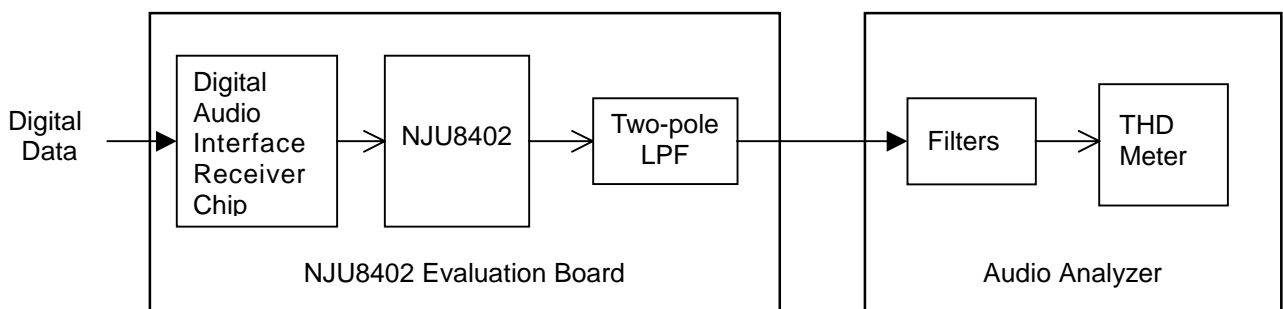 Digital
Data
Digital
Audio
Interface
Receiver
Chip
NJU8402
Two-pole
LPF
NJU8402 Evaluation Board
Filters
THD
Meter
Audio Analyzer